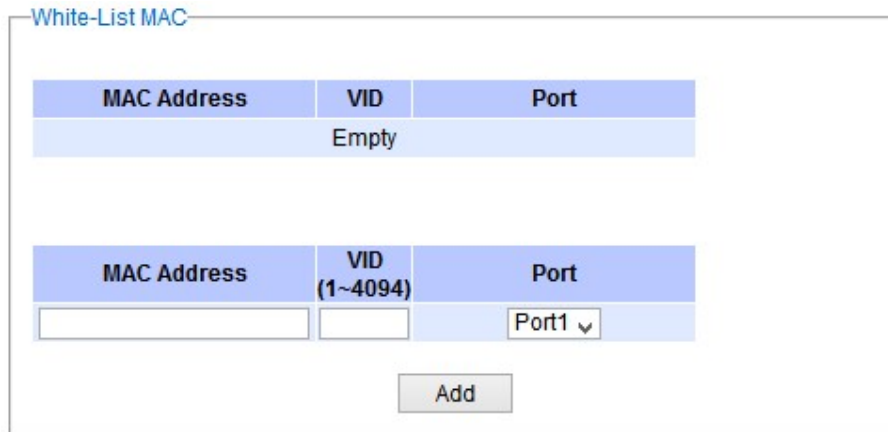 White-List MAC
MAC Address VID Port
Empty
MAC Address VID (1~4094) Port
Port1
Add